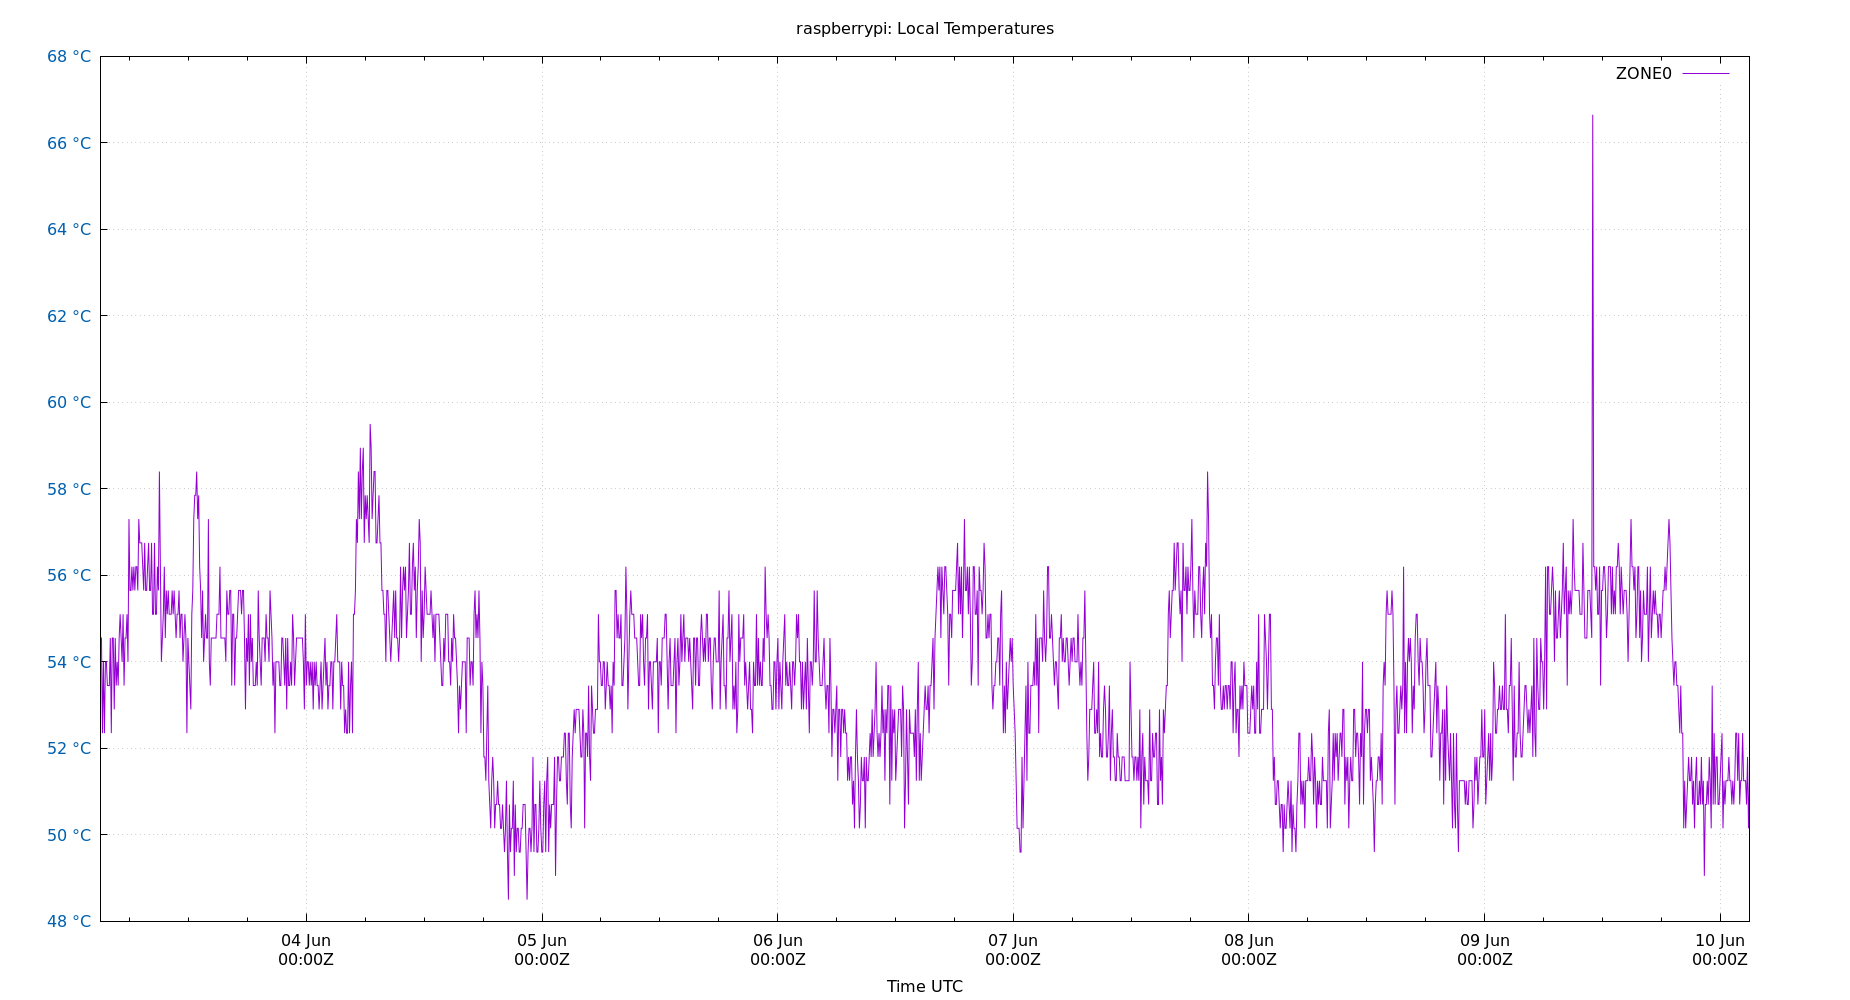 raspberrypi: Local Temperatures
68 °C
ZONE0
66 °C
64 °C
62 °C
60 °C
58 °C
56 °C
54 °C
52 °C
50 °C
48 °C
04 Jun 05 Jun 06 Jun 07 Jun 08 Jun 09 Jun 10 Jun
00:00Z 00:00Z 00:00Z 00:00Z 00:00Z 00:00Z 00:00Z
Time UTC